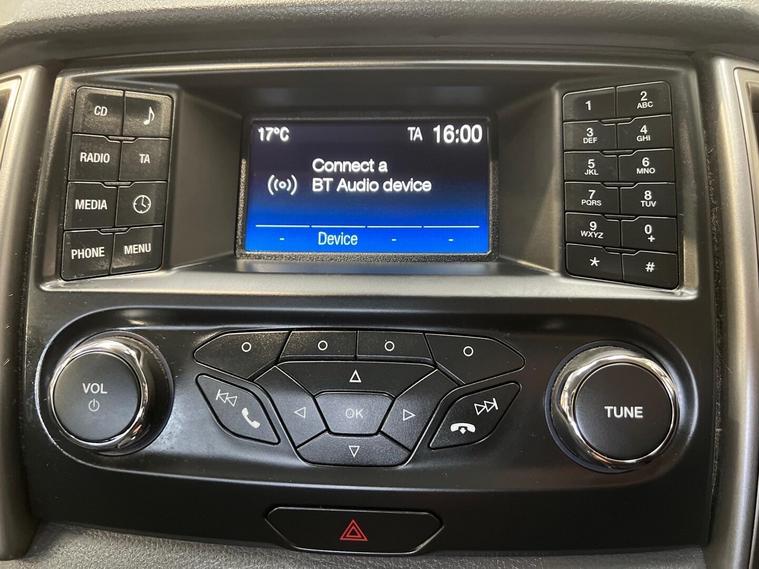 CD
RADIO TA
MEDIA
PHONE MENU
17°C TA 16:00
Connect a
BT Audio device
- Device - -
1 2 ABC
3 DEF 4 GHI
5 JKL 6 MNO
7 PQRS 8 TUV
9 WXYZ 0 +
* #
VOL
OK
TUNE